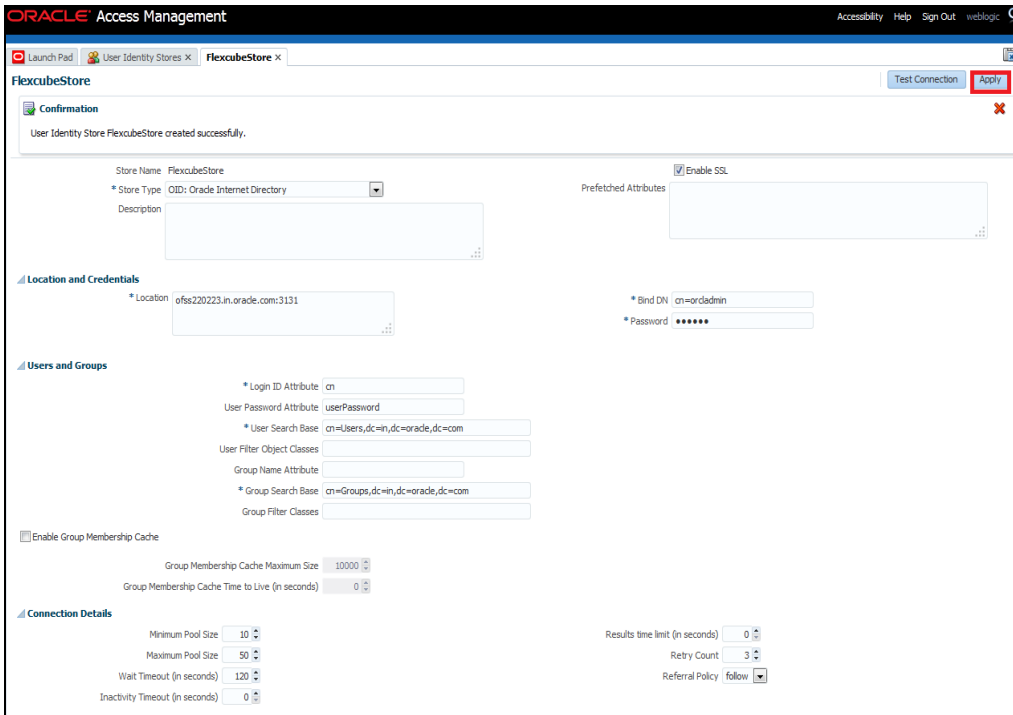 ORACLE Access Management
Accessibility Help Sign Out weblogic
Launch Pad User Identity Stores × FlexcubeStore ×
FlexcubeStore
Test Connection Apply
Confirmation
User Identity Store FlexcubeStore created successfully.
Store Name FlexcubeStore
Enable SSL
* Store Type OID: Oracle Internet Directory
Prefetched Attributes
Description
Location and Credentials
* Location ofss220223.in.oracle.com:3131
* Bind DN cn=orcladmin
* Password ••••••
Users and Groups
* Login ID Attribute cn
User Password Attribute userPassword
* User Search Base cn=Users,dc=in,dc=oracle,dc=com
User Filter Object Classes
Group Name Attribute
* Group Search Base cn=Groups,dc=in,dc=oracle,dc=com
Group Filter Classes
Enable Group Membership Cache
Group Membership Cache Maximum Size 10000
Group Membership Cache Time to Live (in seconds) 0
Connection Details
Minimum Pool Size 10
Results time limit (in seconds) 0
Maximum Pool Size 50
Retry Count 3
Wait Timeout (in seconds) 120
Referral Policy follow
Inactivity Timeout (in seconds) 0